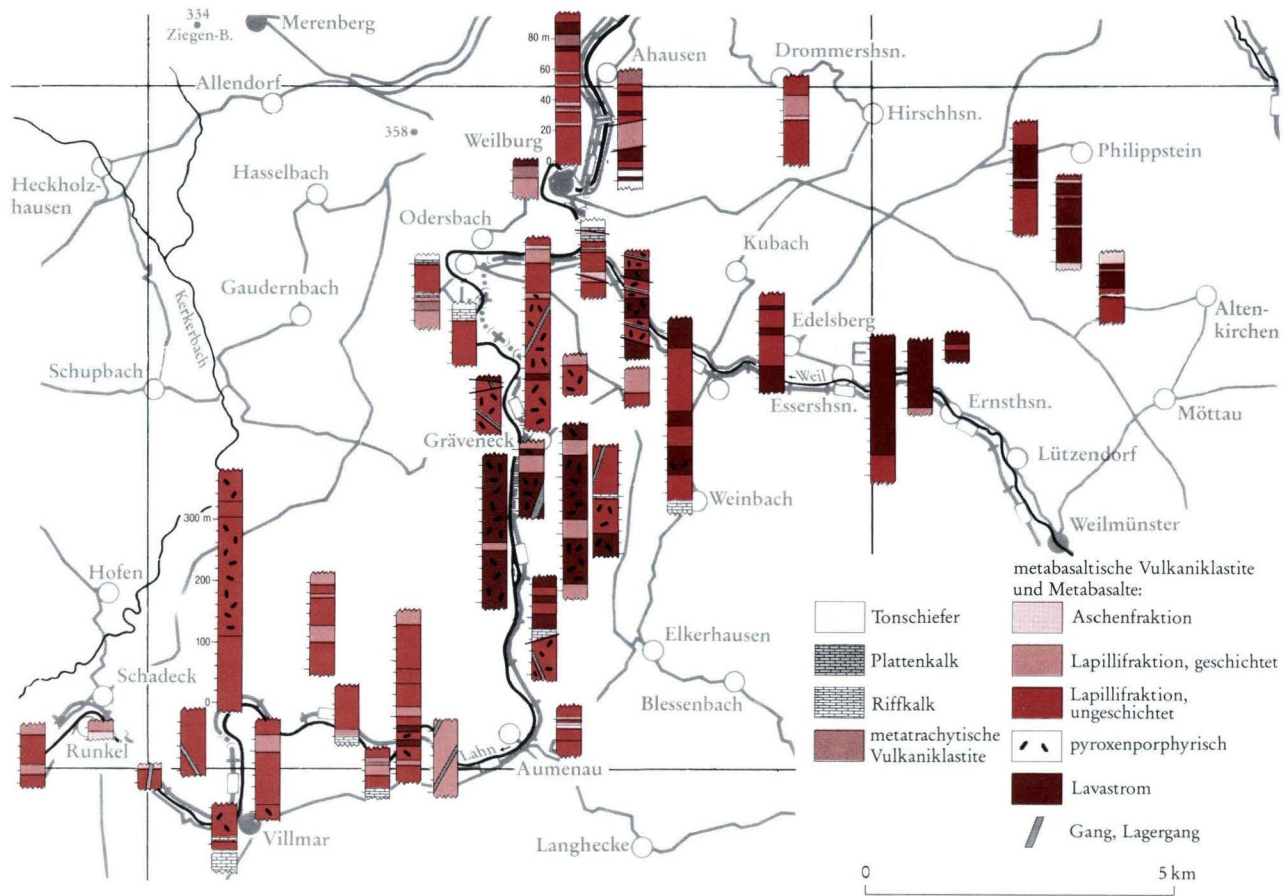 334
Ziegen-B.
Merenberg
80 m
60
40
20
0
Ahausen
Drommershsn.
Allendorf
358
Weilburg
Hirschhsn.
Philippstein
Heckholz-
hausen
Hasselbach
Odersbach
Kubach
Gaudernbach
Kerkerbach
Edelsberg
Alten-
kirchen
Schupbach
Weil
Essershsn.
Ernsthsn.
Möttau
Gräveneck
Lützendorf
Weinbach
300 m
200
100
0
Weilmünster
Hofen
Schadeck
Runkel
Elkerhausen
Blessenbach
Lahn
Aumenau
Villmar
Langhecke
Tonschiefer
Plattenkalk
Riffkalk
metatrachytische
Vulkaniklastite
metabasaltische Vulkaniklastite
und Metabasalte:
Aschenfraktion
Lapillifraktion, geschichtet
Lapillifraktion,
ungeschichtet
pyroxenporphyrisch
Lavastrom
Gang, Lagergang
0
5 km